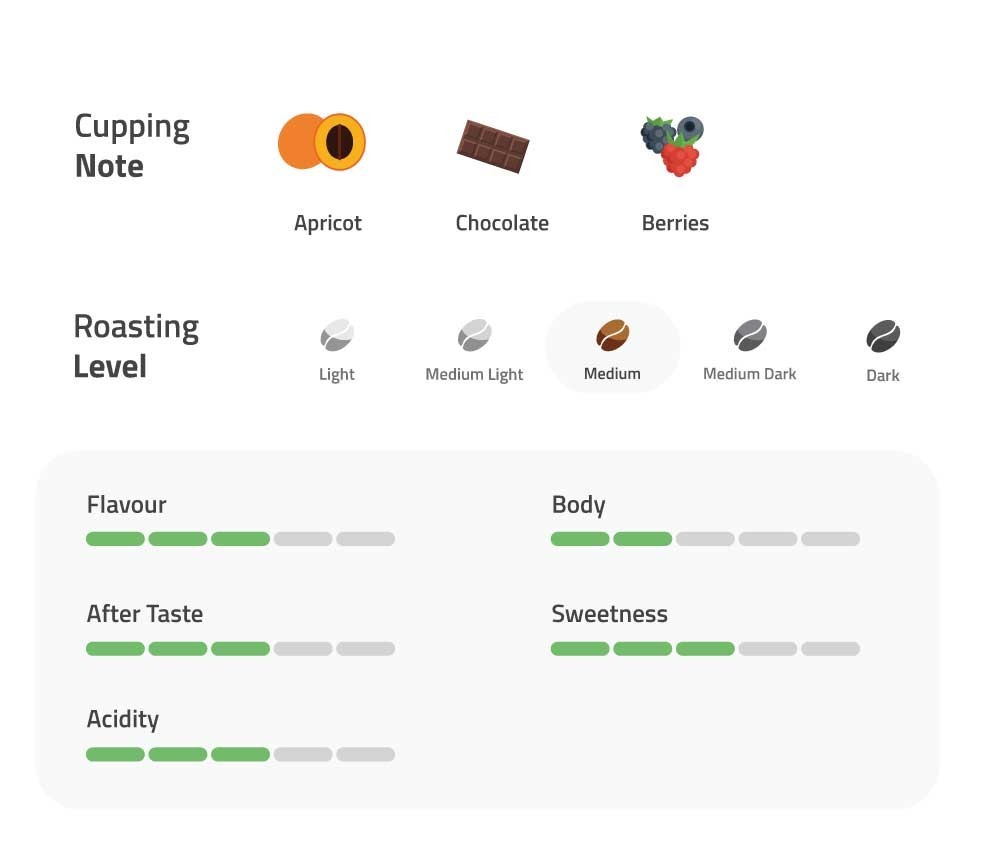 Cupping
Note
Apricot
Chocolate
Berries
Roasting
Level
Light
Medium Light
Medium
Medium Dark
Dark
Flavour
Body
After Taste
Sweetness
Acidity